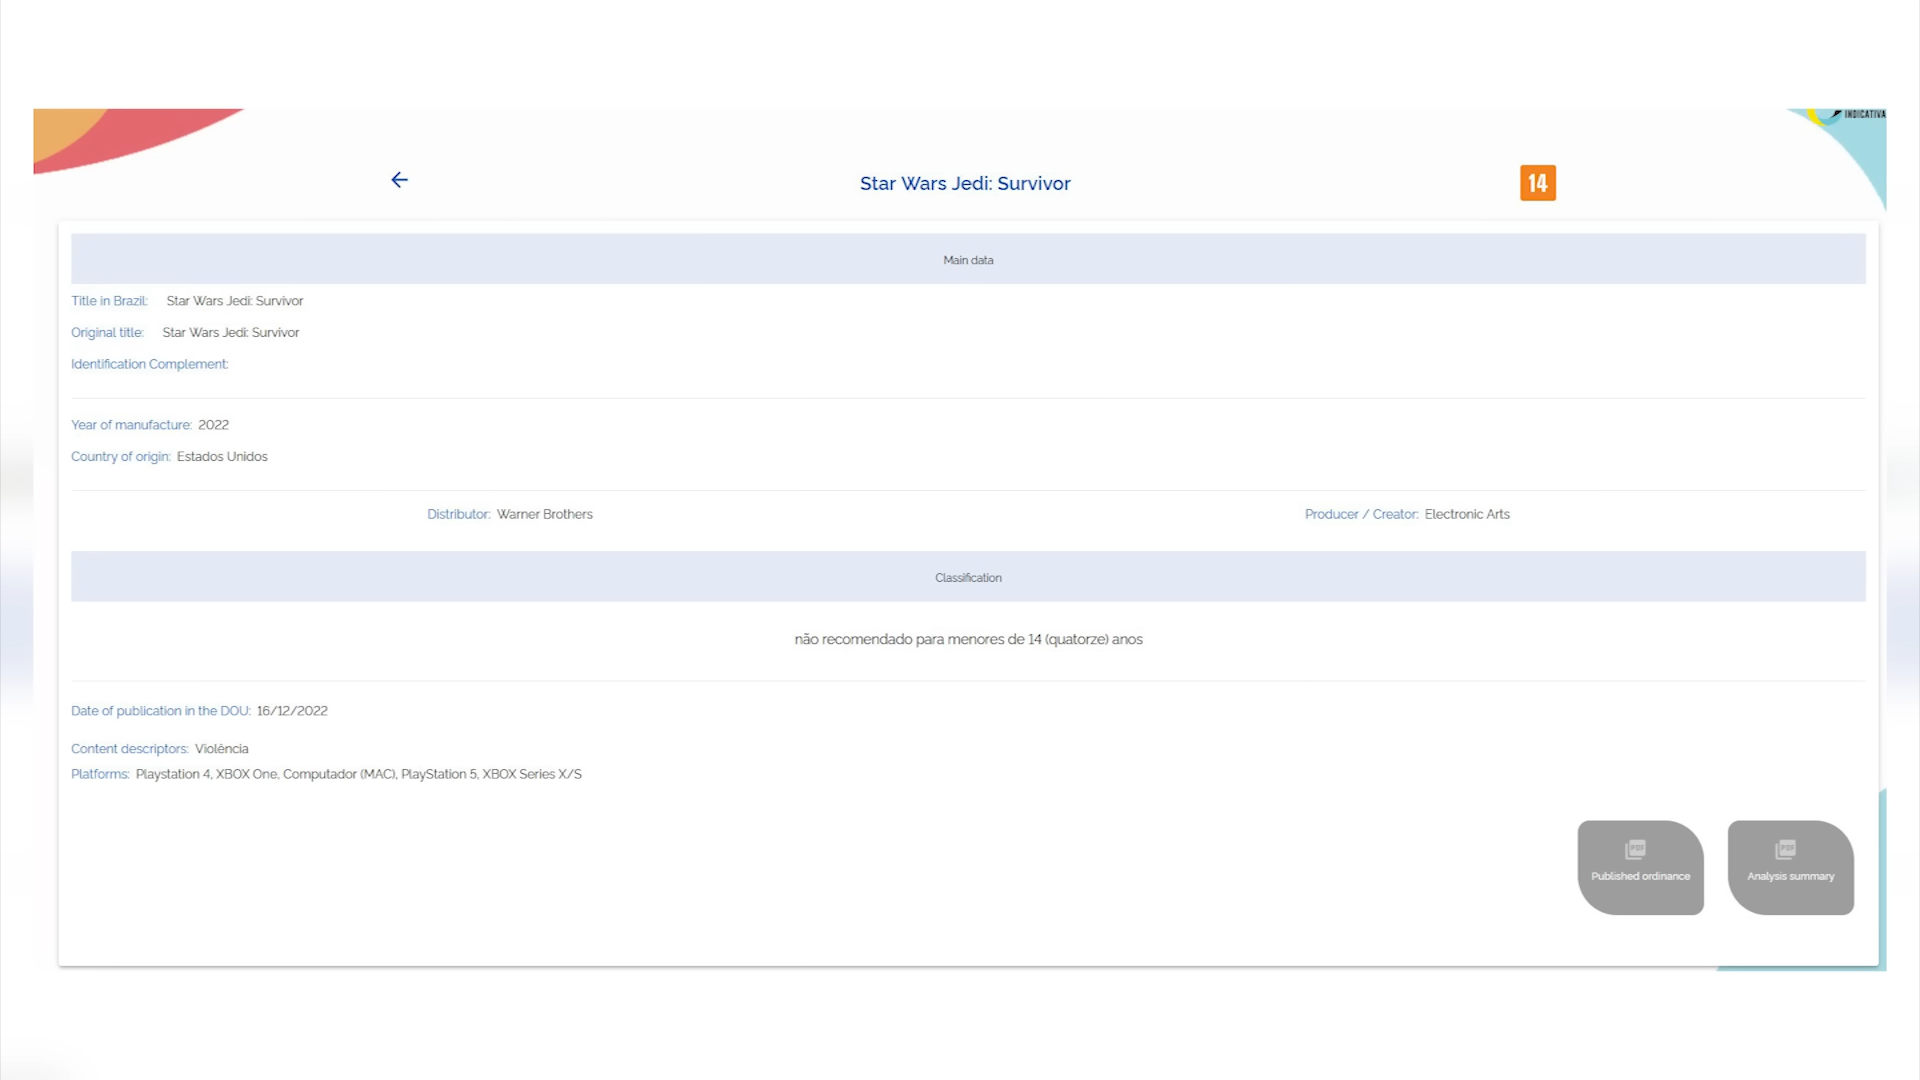 INDICATIVA
Star Wars Jedi: Survivor
14
Main data
Title in Brazil: Star Wars Jedi: Survivor
Original title: Star Wars Jedi: Survivor
Identification Complement:
Year of manufacture: 2022
Country of origin: Estados Unidos
Distributor: Warner Brothers
Producer / Creator: Electronic Arts
Classification
não recomendado para menores de 14 (quatorze) anos
Date of publication in the DOU: 16/12/2022
Content descriptors: Violência
Platforms: Playstation 4, XBOX One, Computador (MAC), PlayStation 5, XBOX Series X/S
PDF
Published ordinance
PDF
Analysis summary